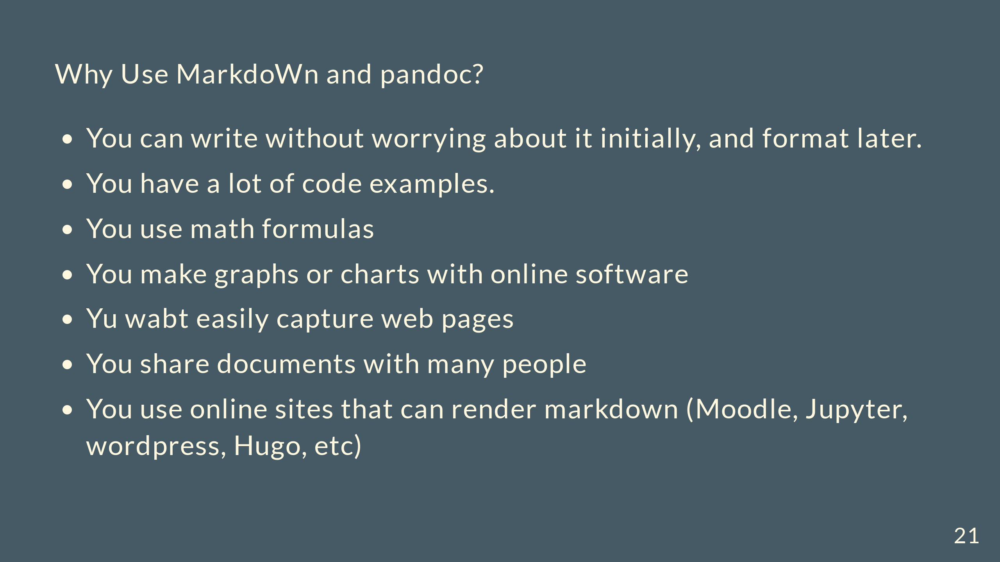 Why Use MarkdoWn and pandoc?
• You can write without worrying about it initially, and format later.
• You have a lot of code examples.
• You use math formulas
• You make graphs or charts with online software
• Yu wabt easily capture web pages
• You share documents with many people
• You use online sites that can render markdown (Moodle, Jupyter,
wordpress, Hugo, etc)
21